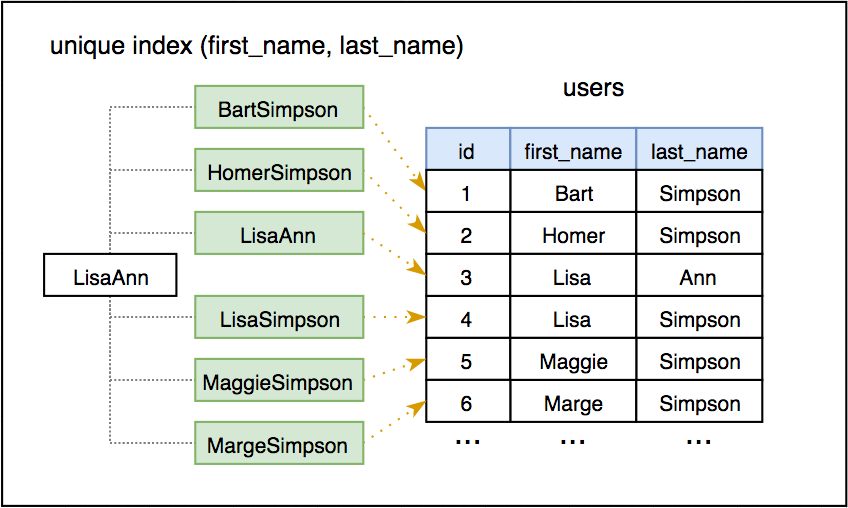 unique index (first_name, last_name)
BartSimpson
HomerSimpson
LisaAnn
LisaAnn
LisaSimpson
MaggieSimpson
MargeSimpson
users
id first_name last_name
1 Bart Simpson
2 Homer Simpson
3 Lisa Ann
4 Lisa Simpson
5 Maggie Simpson
6 Marge Simpson
... ... ...